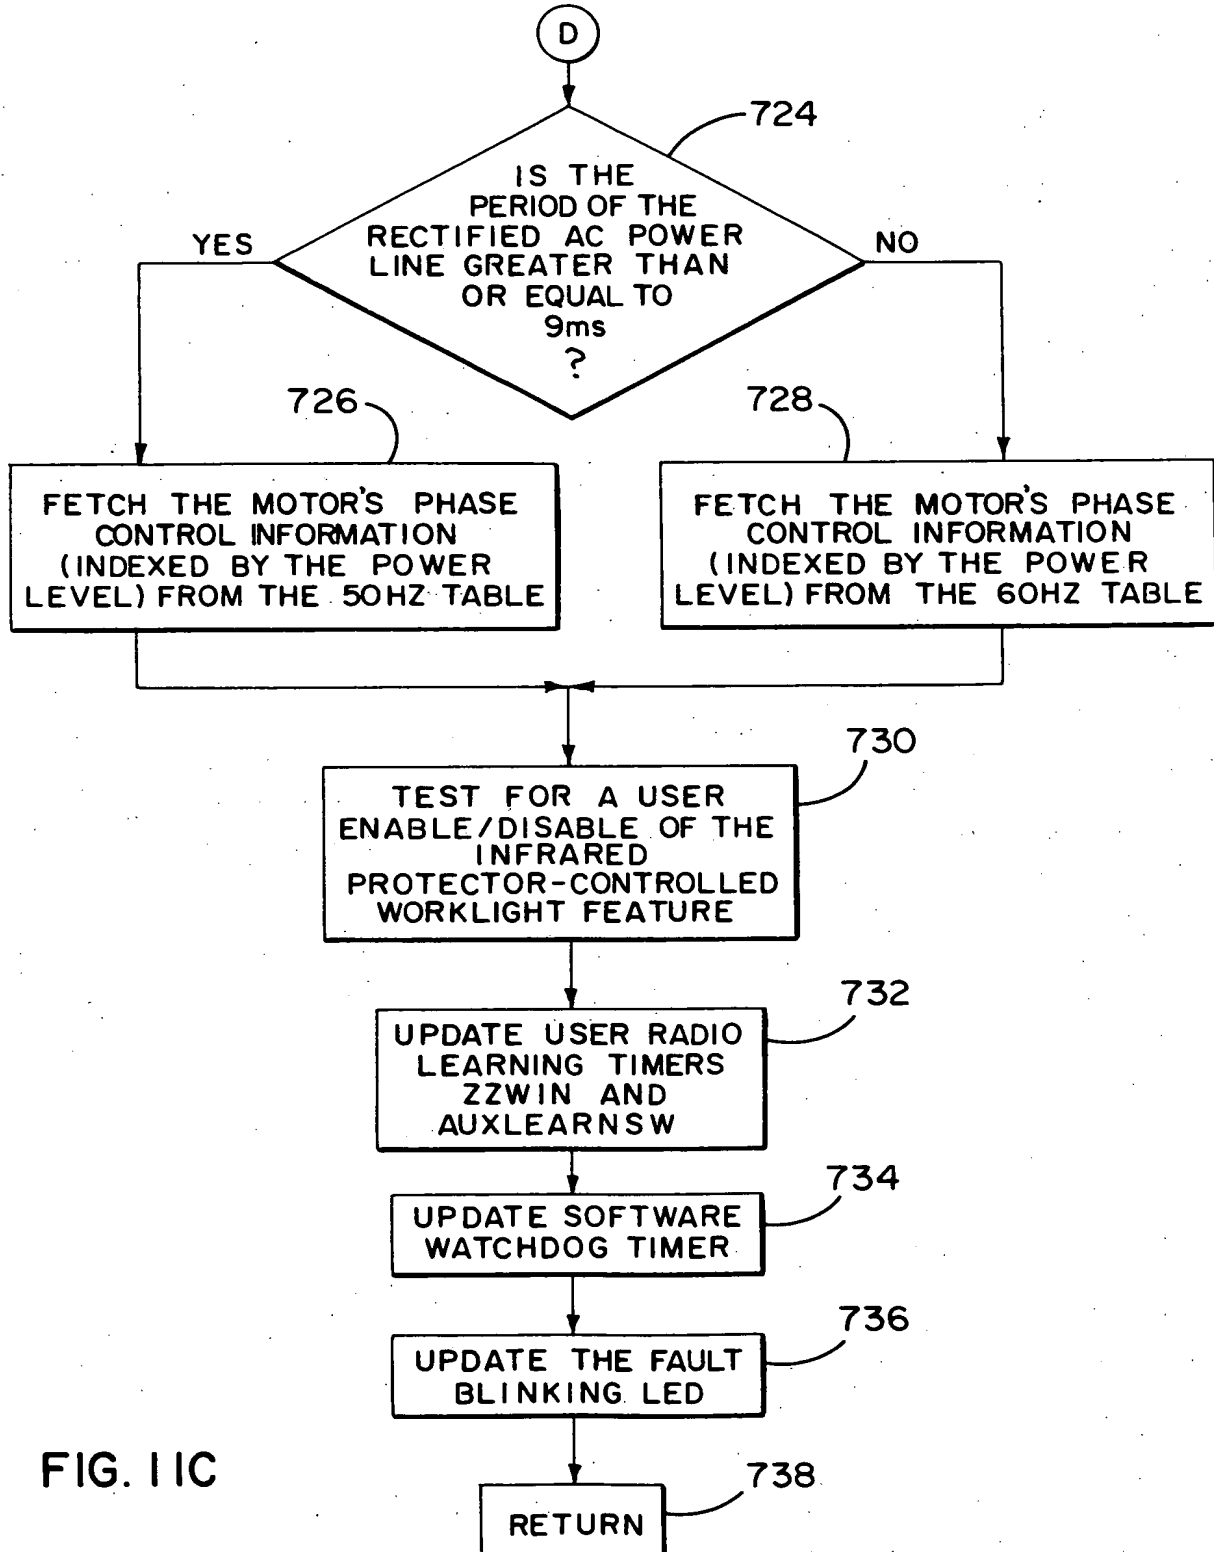 D
724
IS THE
PERIOD OF THE
RECTIFIED AC POWER
LINE GREATER THAN
OR EQUAL TO
9ms
?
YES
NO
726
728
FETCH THE MOTOR'S PHASE
CONTROL INFORMATION
(INDEXED BY THE POWER
LEVEL) FROM THE 50HZ TABLE
FETCH THE MOTOR'S PHASE
CONTROL INFORMATION
(INDEXED BY THE POWER
LEVEL) FROM THE 60HZ TABLE
730
TEST FOR A USER
ENABLE/DISABLE OF THE
INFRARED
PROTECTOR-CONTROLLED
WORKLIGHT FEATURE
732
UPDATE USER RADIO
LEARNING TIMERS
ZZWIN AND
AUXLEARNSW
734
UPDATE SOFTWARE
WATCHDOG TIMER
736
UPDATE THE FAULT
BLINKING LED
738
RETURN
FIG. 11C